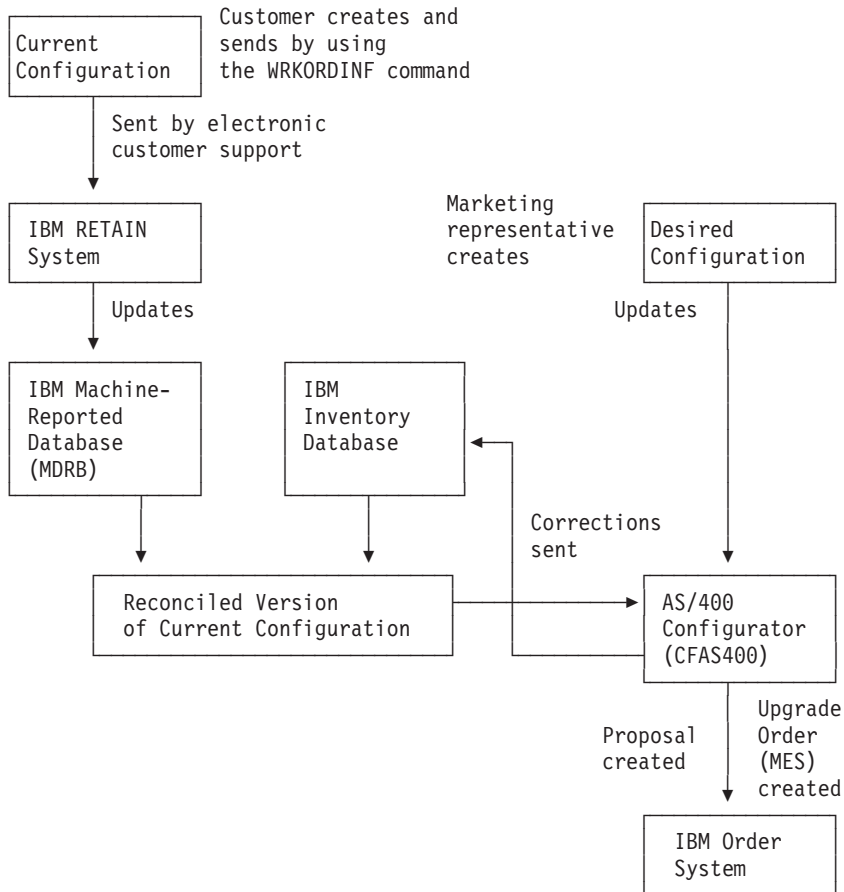 Customer creates and
sends by using
the WRKORDINF command
Current
Configuration
Sent by electronic
customer support
IBM RETAIN
System
Marketing
representative
creates
Desired
Configuration
Updates
Updates
IBM Machine-
Reported
Database
(MDRB)
IBM
Inventory
Database
Corrections
sent
Reconciled Version
of Current Configuration
AS/400
Configurator
(CFAS400)
Proposal
created
Upgrade
Order
(MES)
created
IBM Order
System